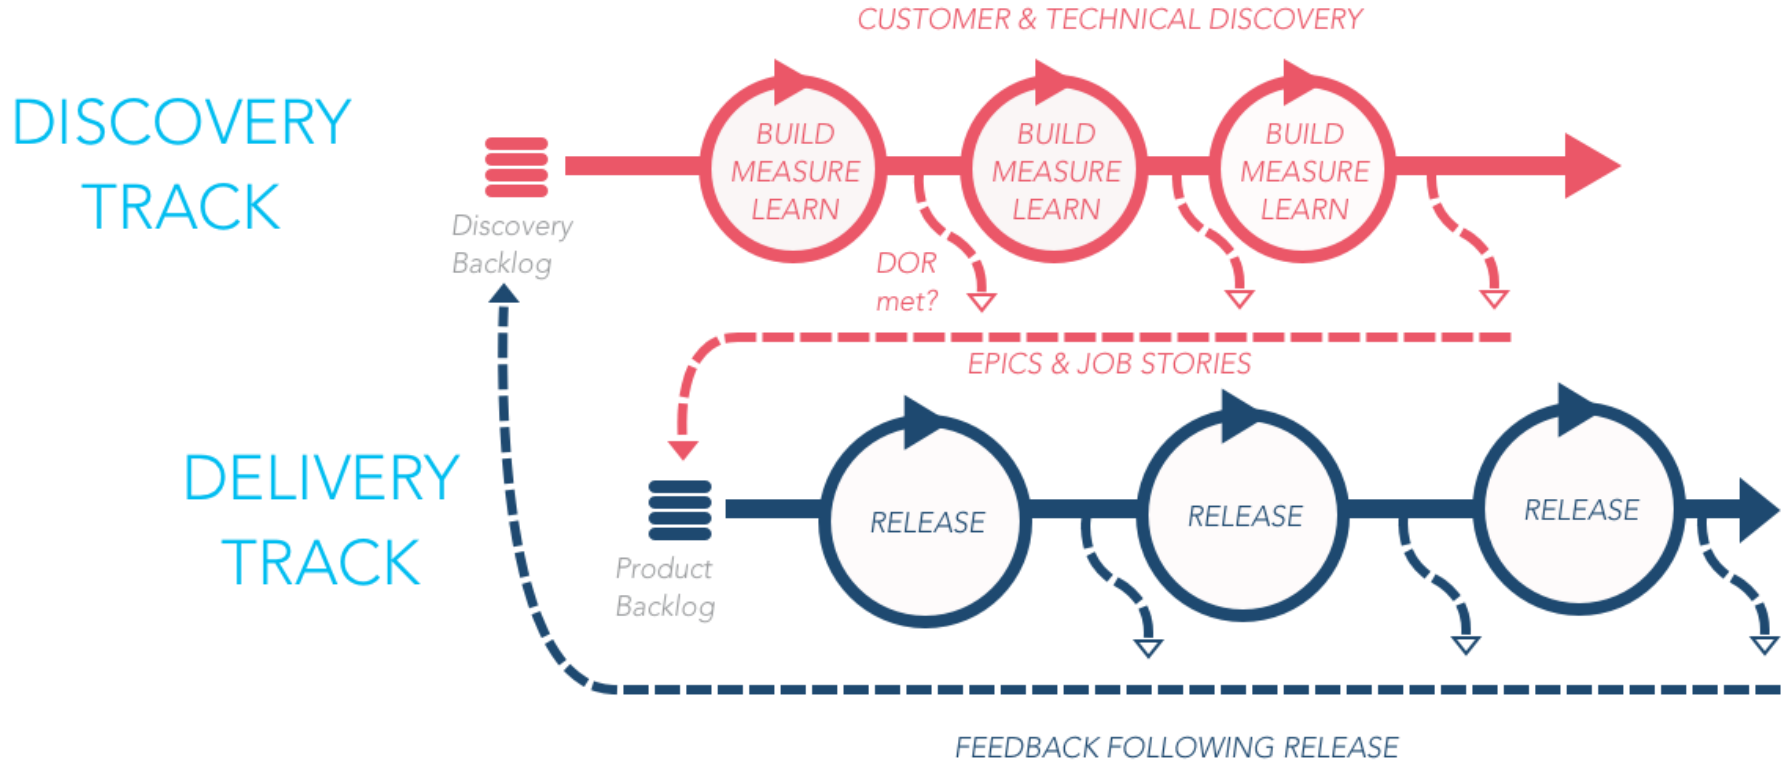 CUSTOMER & TECHNICAL DISCOVERY
DISCOVERY
TRACK
Discovery
Backlog
BUILD
MEASURE
LEARN
BUILD
MEASURE
LEARN
BUILD
MEASURE
LEARN
DOR
met?
EPICS & JOB STORIES
DELIVERY
TRACK
Product
Backlog
RELEASE
RELEASE
RELEASE
FEEDBACK FOLLOWING RELEASE